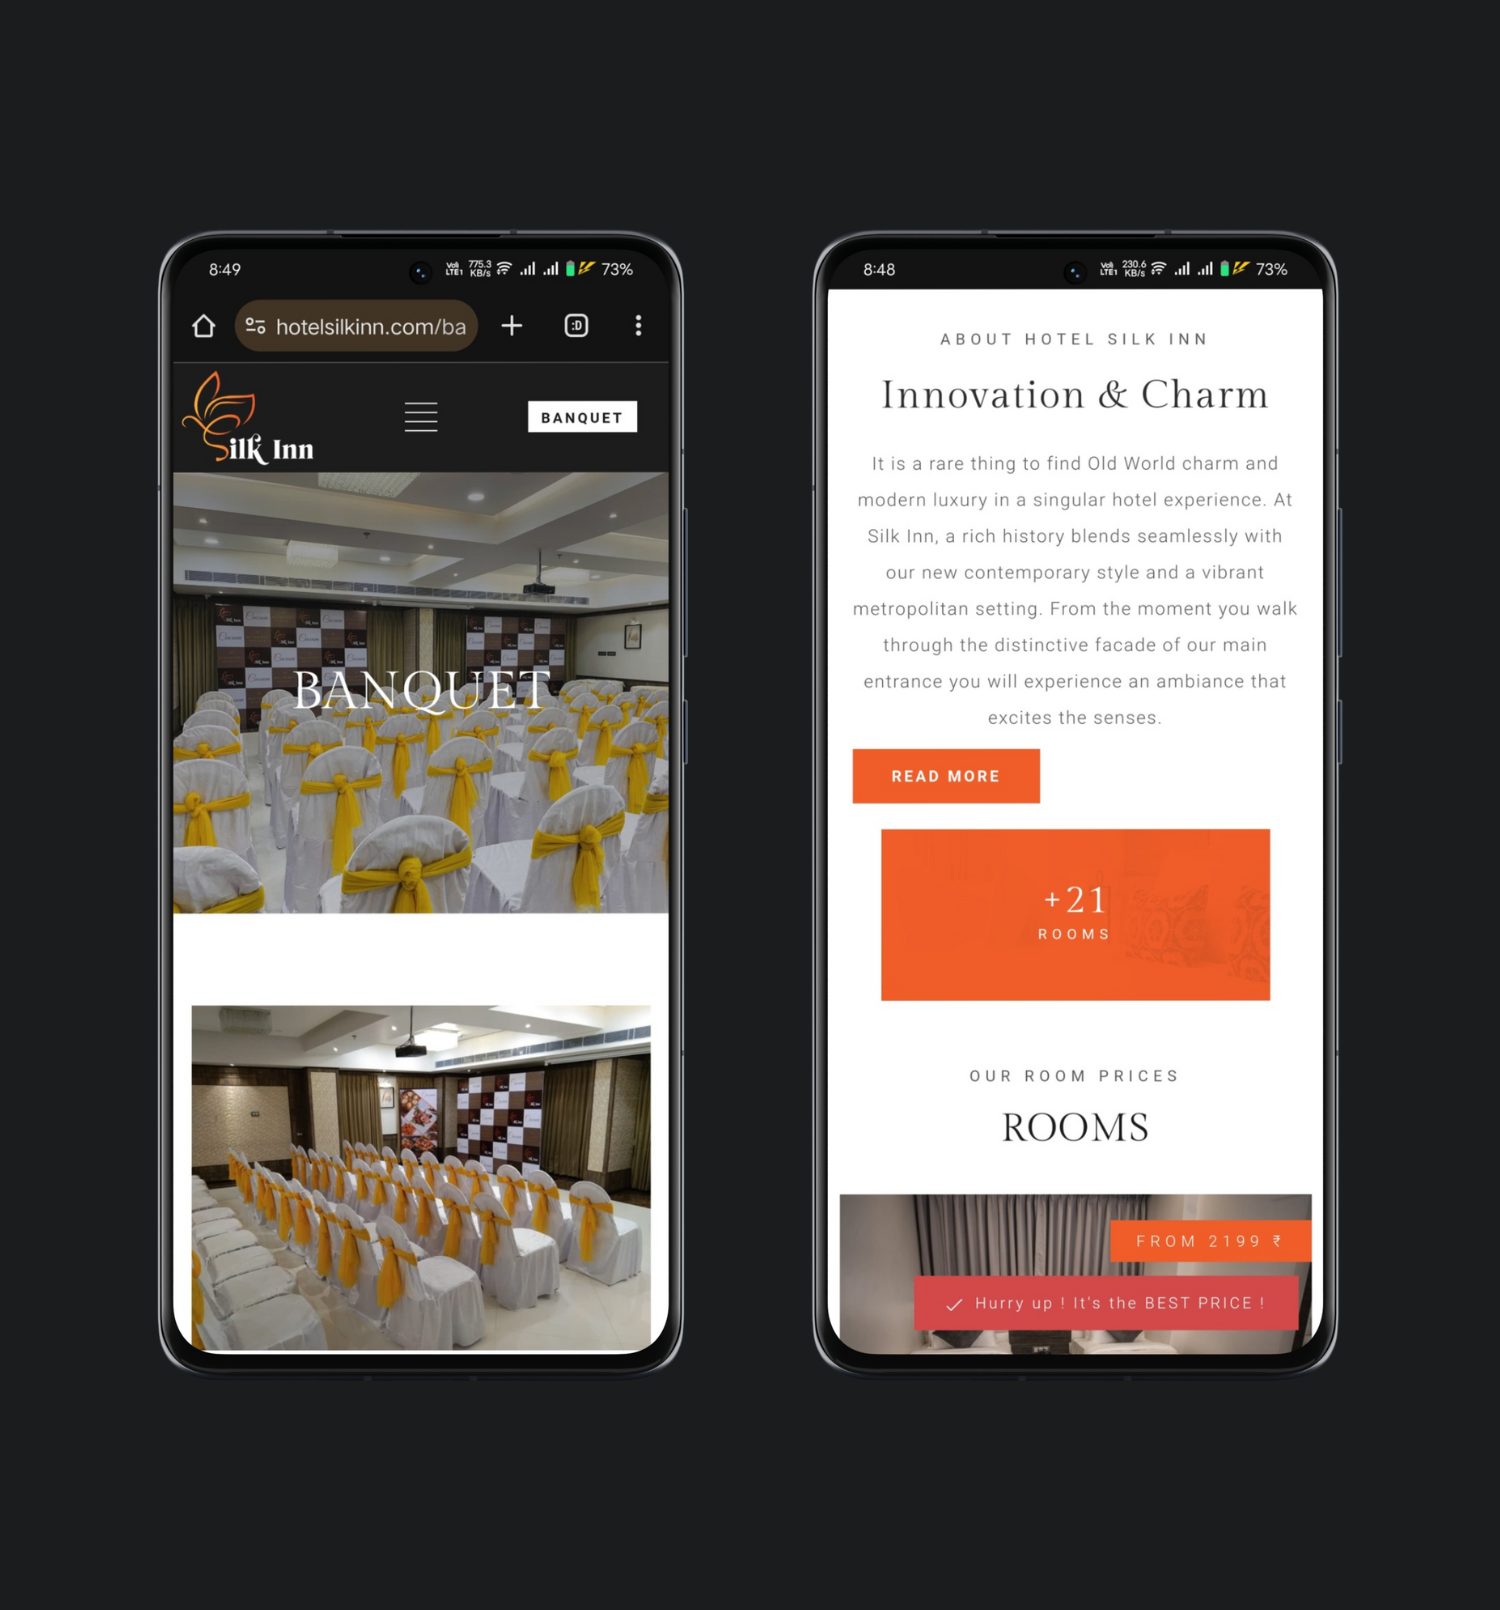 8:49
Vo))
LTE1
775.3
KB/s
73%
hotelsilkinn.com/ba
:D
Silk Inn
BANQUET
BANQUET
8:48
Vo))
LTE1
230.6
KB/s
73%
ABOUT HOTEL SILK INN
Innovation & Charm
It is a rare thing to find Old World charm and
modern luxury in a singular hotel experience. At
Silk Inn, a rich history blends seamlessly with
our new contemporary style and a vibrant
metropolitan setting. From the moment you walk
through the distinctive facade of our main
entrance you will experience an ambiance that
excites the senses.
READ MORE
+21
ROOMS
OUR ROOM PRICES
ROOMS
FROM 2199 ₹
Hurry up ! It's the BEST PRICE !